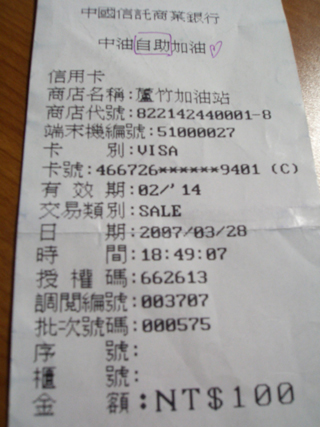 中國信託商業銀行
中油自助加油♡
信用卡
商店名稱:蘆竹加油站
商店代號:822142440001-8
端末機編號:51000027
卡 別:VISA
卡號:466726******9401 (C)
有效期:02/'14
交易類別:SALE
日 期:2007/03/28
時 間:18:49:07
授權碼:662613
調閱編號:003707
批次號碼:000575
序 號:
櫃 號:
金 額:NT$100